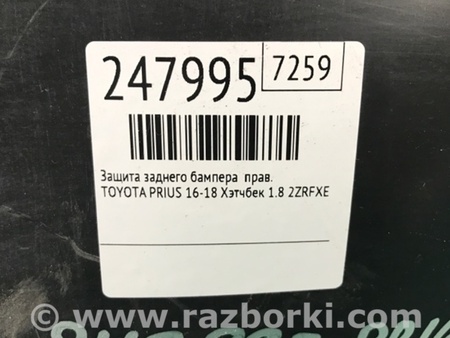 247995
7259
Защита заднего бампера прав.
TOYOTA PRIUS 16-18 Хэтчбек 1.8 2ZRFXE
© www.razborki.com